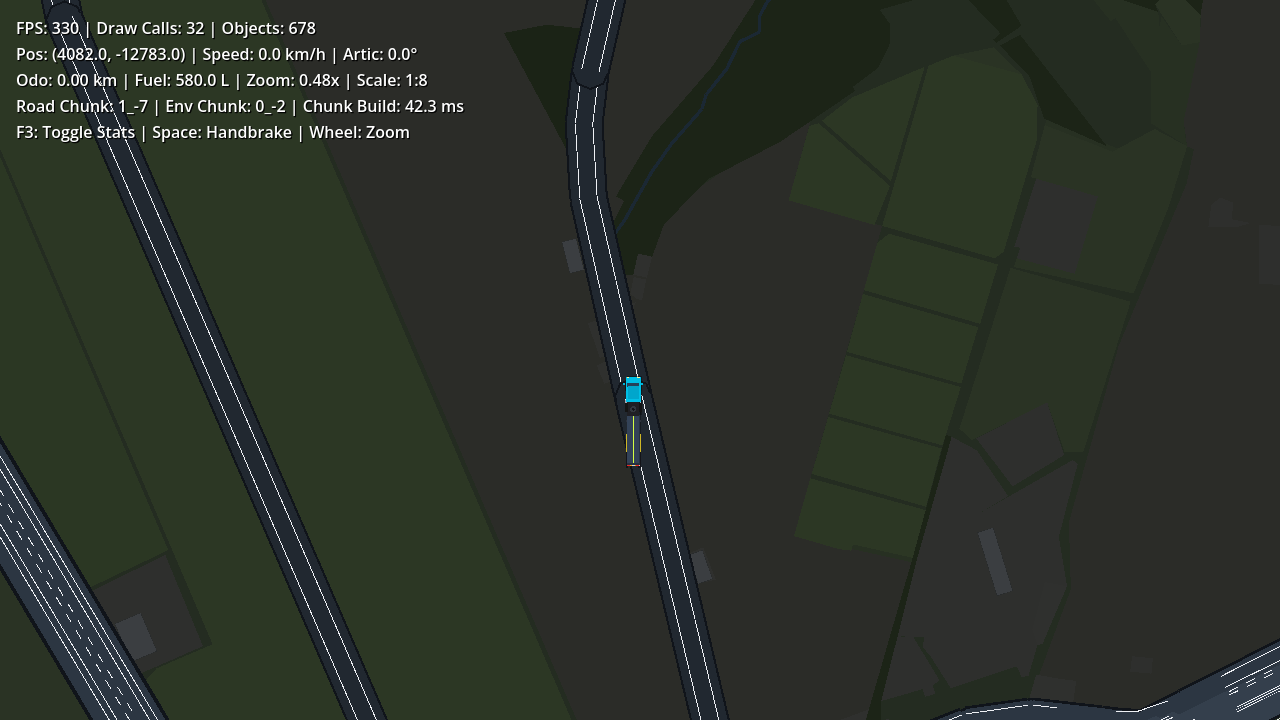 FPS: 330 | Draw Calls: 32 | Objects: 678
Pos: (4082.0, -12783.0) | Speed: 0.0 km/h | Artic: 0.0°
Odo: 0.00 km | Fuel: 580.0 L | Zoom: 0.48x | Scale: 1:8
Road Chunk: 1_-7 | Env Chunk: 0_-2 | Chunk Build: 42.3 ms
F3: Toggle Stats | Space: Handbrake | Wheel: Zoom